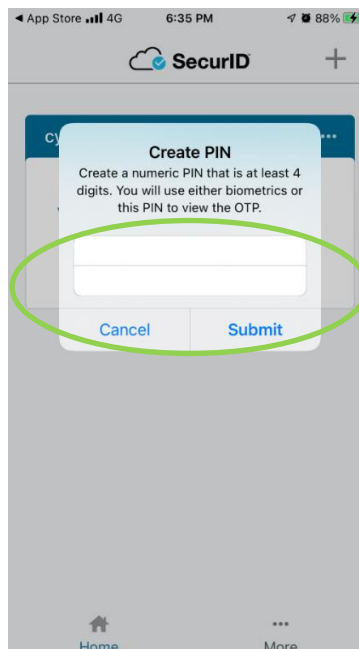 ◀ App Store 4G 6:35 PM 88%
SecurID
Create PIN
Create a numeric PIN that is at least 4
digits. You will use either biometrics or
this PIN to view the OTP.
Cancel Submit
Home More